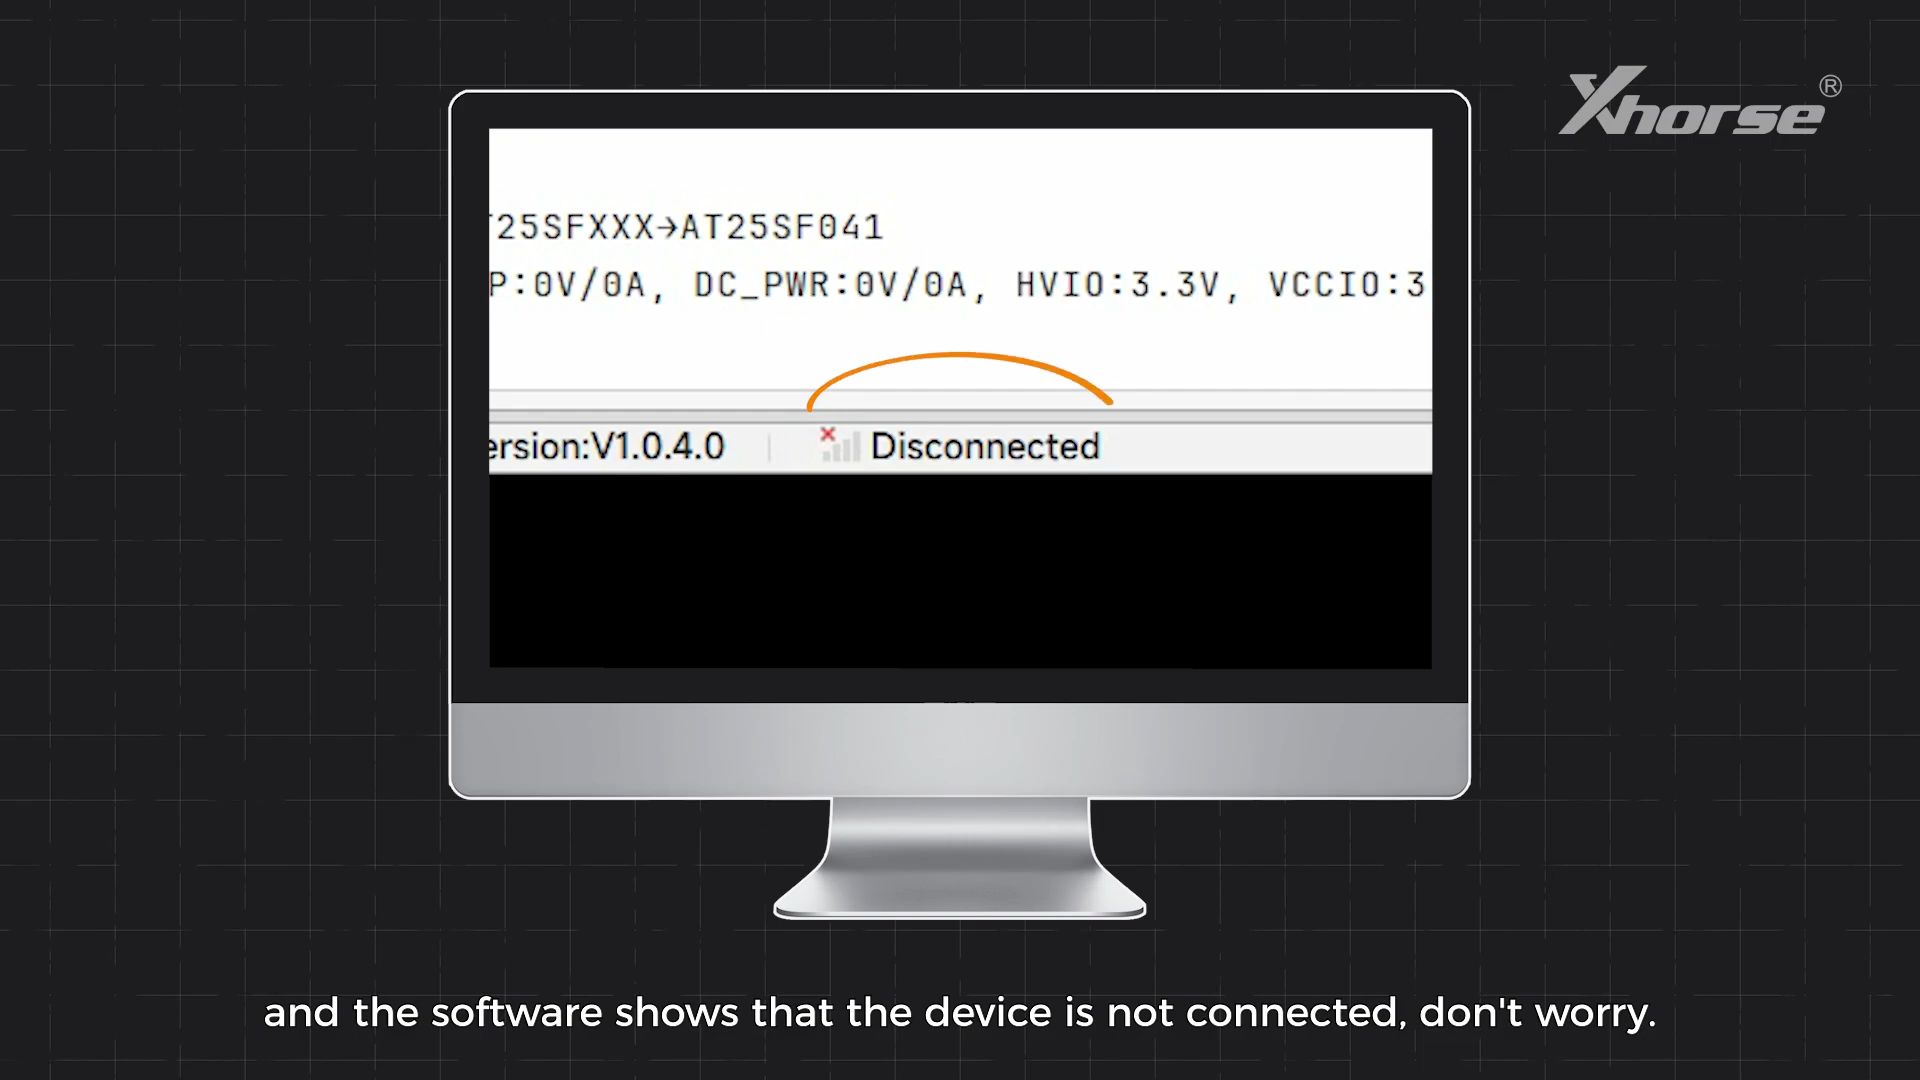 Xhorse®
T25SFXXX→AT25SF041
P:0V/0A, DC_PWR:0V/0A, HVIO:3.3V, VCCIO:3
ersion:V1.0.4.0
Disconnected
and the software shows that the device is not connected, don't worry.